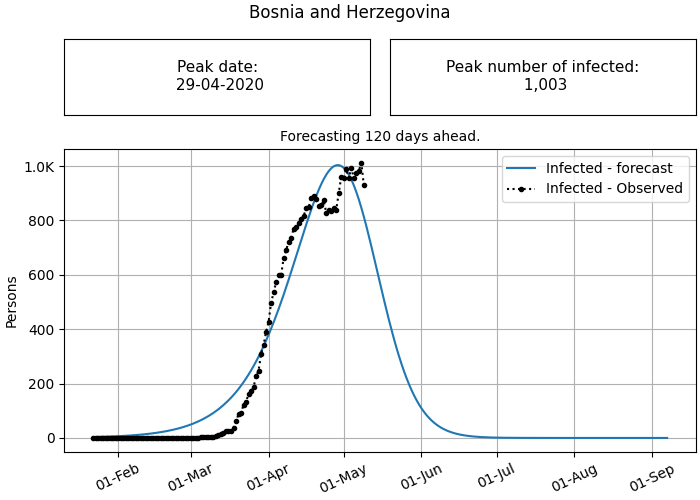 Bosnia and Herzegovina
Peak date:
29-04-2020
Peak number of infected:
1,003
Forecasting 120 days ahead.
Infected - forecast
Infected - Observed
Persons
1.0K
800
600
400
200
0
01-Feb
01-Mar
01-Apr
01-May
01-Jun
01-Jul
01-Aug
01-Sep